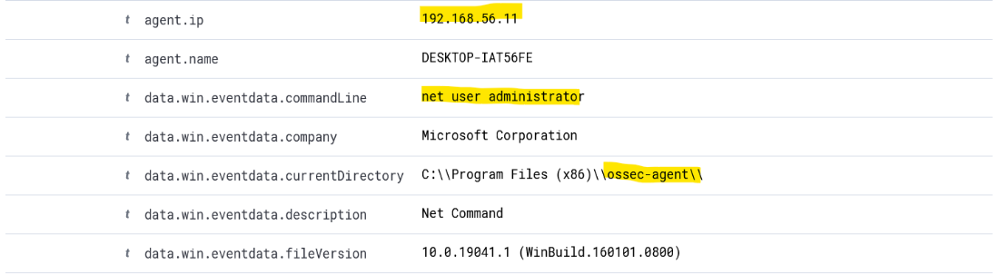 t agent.ip 192.168.56.11
t agent.name DESKTOP-IAT56FE
t data.win.eventdata.commandLine net user administrator
t data.win.eventdata.company Microsoft Corporation
t data.win.eventdata.currentDirectory C:\\Program Files (x86)\\ossec-agent\\
t data.win.eventdata.description Net Command
t data.win.eventdata.fileVersion 10.0.19041.1 (WinBuild.160101.0800)